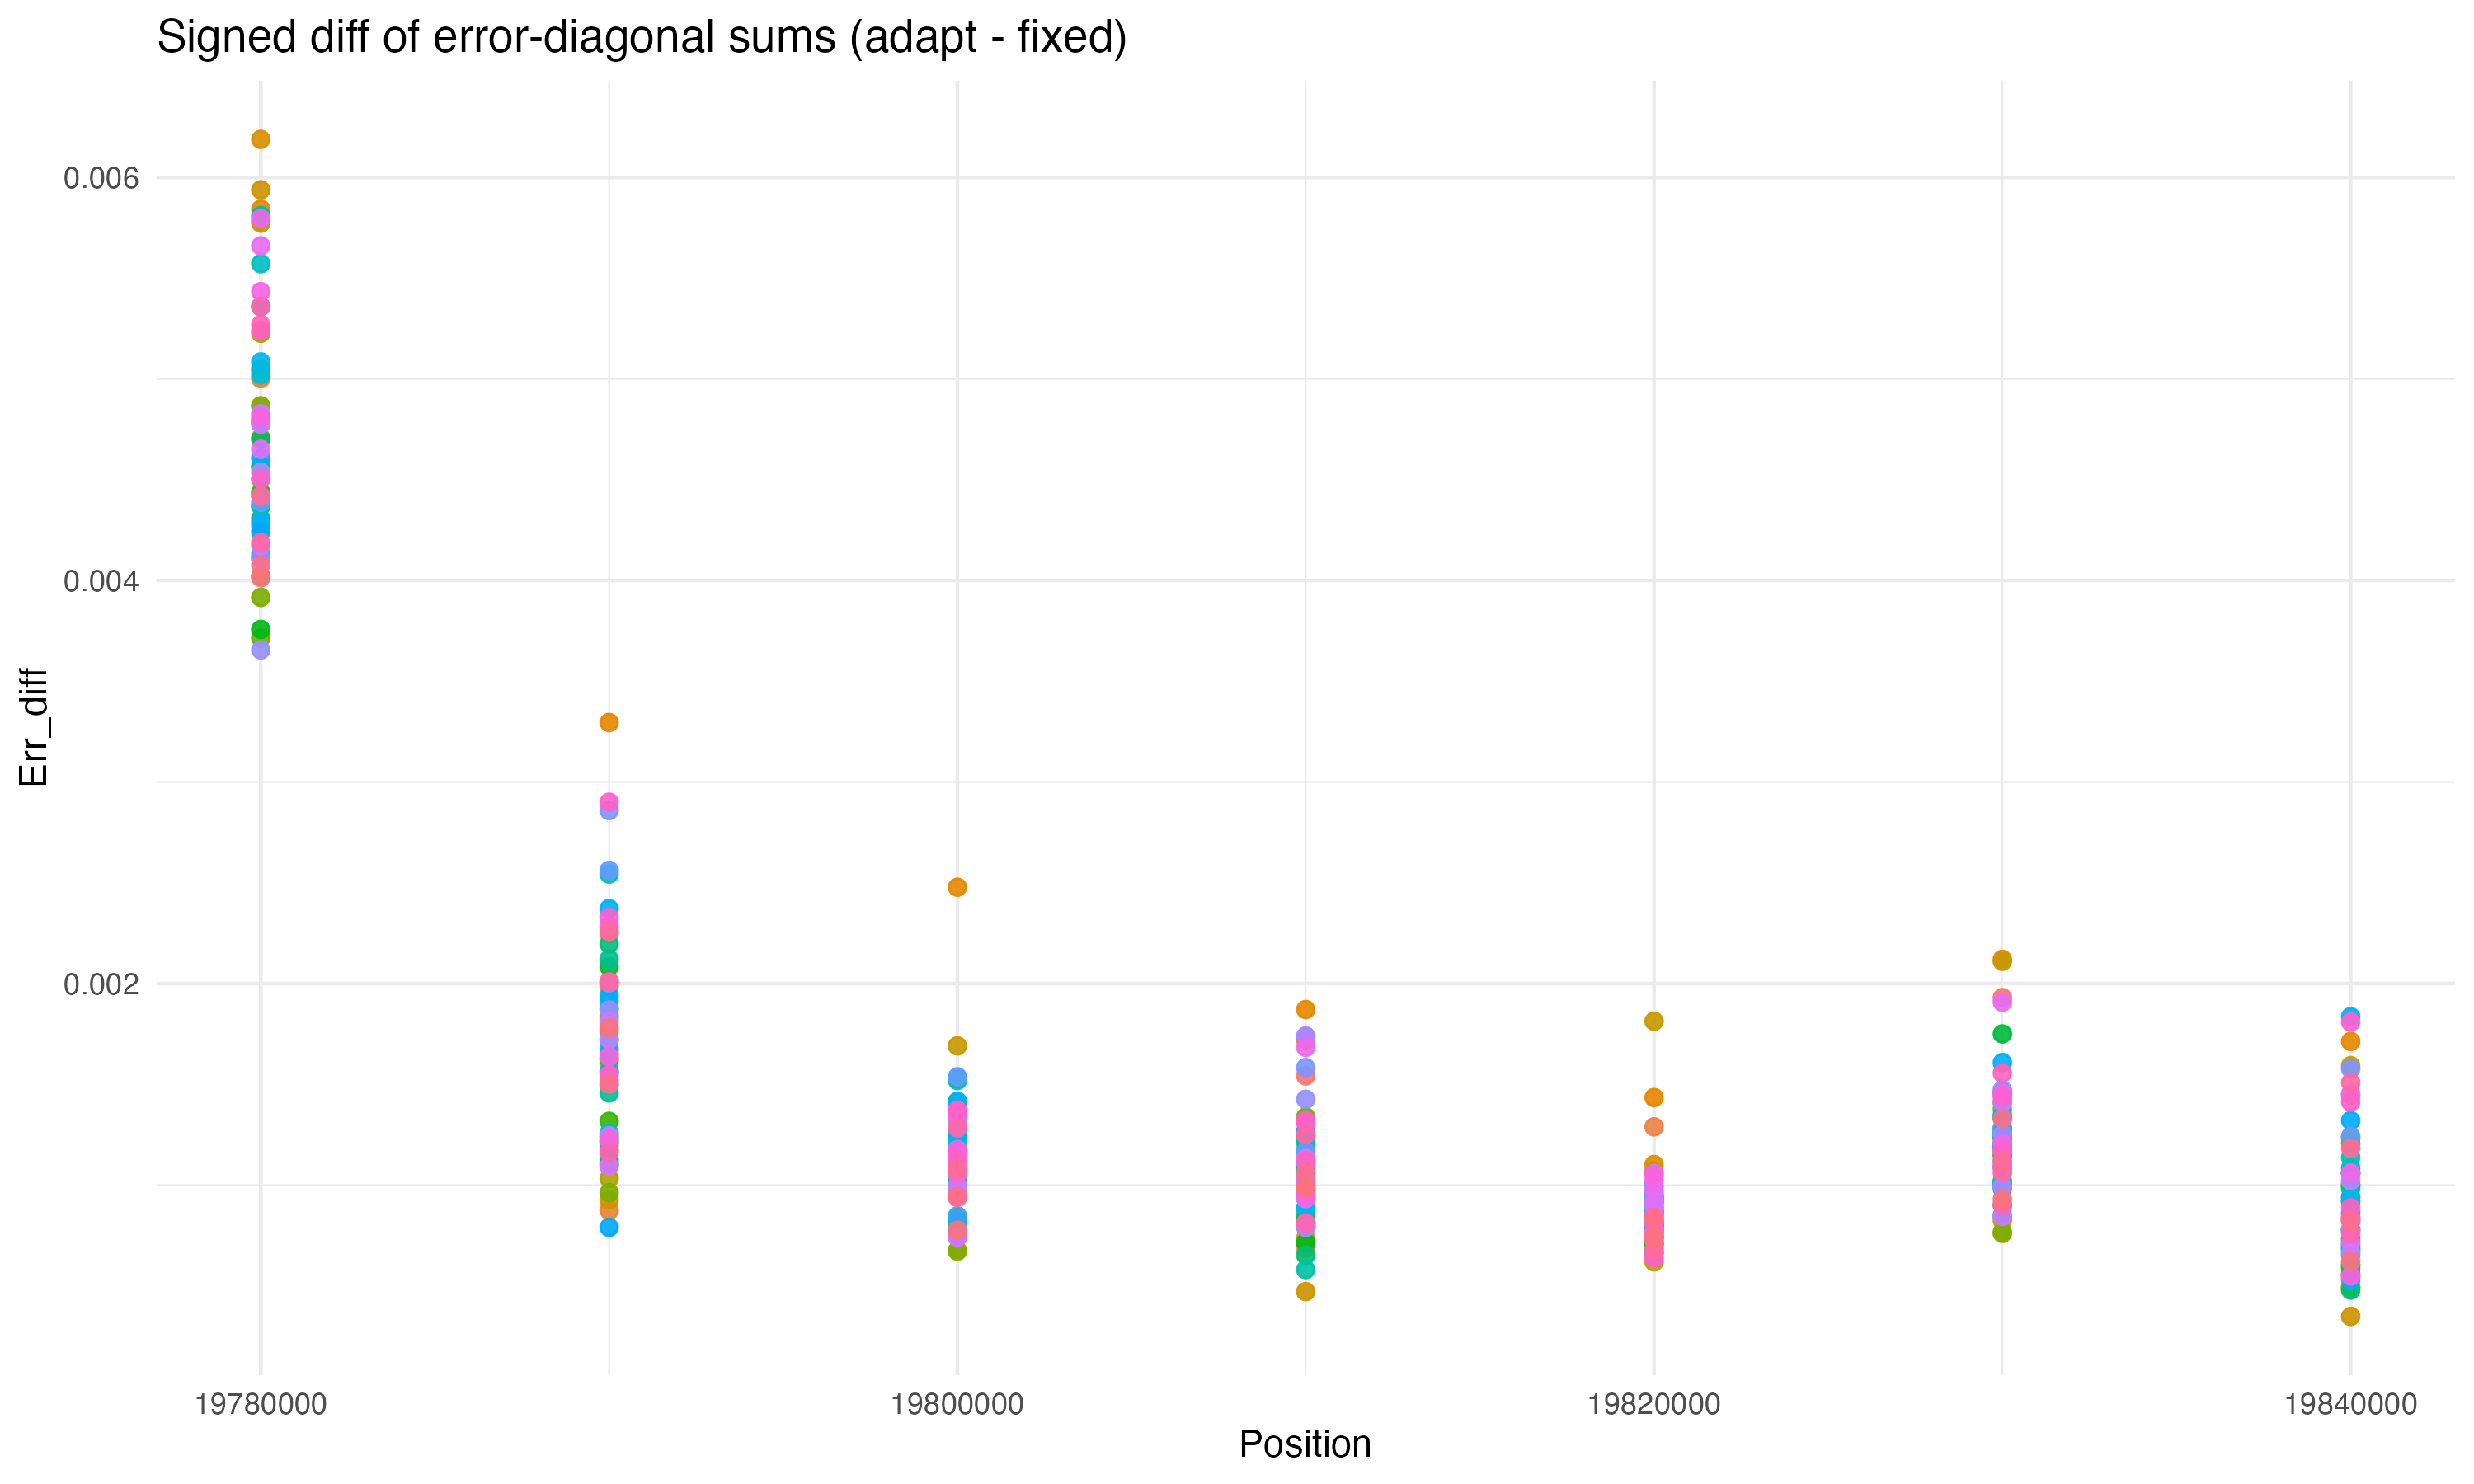 Signed diff of error-diagonal sums (adapt - fixed)
0.006
0.004
0.002
Err_diff
19780000 19800000 19820000 19840000
Position